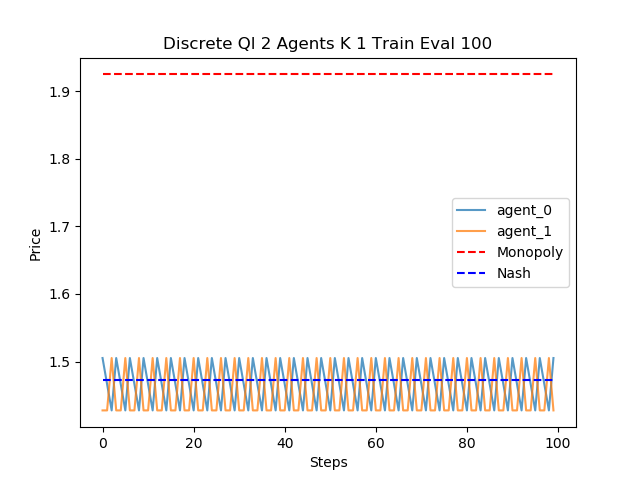 Discrete Ql 2 Agents K 1 Train Eval 100
Price
1.9
1.8
1.7
1.6
1.5
agent_0
agent_1
Monopoly
Nash
0 20 40 60 80 100
Steps